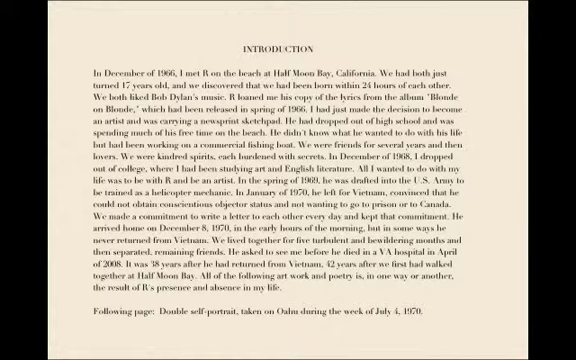 INTRODUCTION
In December of 1966, I met R on the beach at Half Moon Bay, California. We had both just
turned 17 years old, and we discovered that we had been born within 24 hours of each other.
We both liked Bob Dylan's music. R loaned me his copy of the lyrics from the album "Blonde
on Blonde," which had been released in spring of 1966. I had just made the decision to become
an artist and was carrying a newsprint sketchpad. He had dropped out of high school and was
spending much of his free time on the beach. He didn't know what he wanted to do with his life
but had been working on a commercial fishing boat. We were friends for several years and then
lovers. We were kindred spirits, each burdened with secrets. In December of 1968, I dropped
out of college, where I had been studying art and English literature. All I wanted to do with my
life was to be with R and be an artist. In the spring of 1969, he was drafted into the U.S. Army to
be trained as a helicopter mechanic. In January of 1970, he left for Vietnam, convinced that he
could not obtain conscientious objector status and not wanting to go to prison or to Canada.
We made a commitment to write a letter to each other every day and kept that commitment. He
arrived home on December 8, 1970, in the early hours of the morning, but in some ways he
never returned from Vietnam. We lived together for five turbulent and bewildering months and
then separated, remaining friends. He asked to see me before he died in a VA hospital in April
of 2008. It was 38 years after he had returned from Vietnam, 42 years after we first had walked
together at Half Moon Bay. All of the following art work and poetry is, in one way or another,
the result of R's presence and absence in my life.
Following page: Double self-portrait, taken on Oahu during the week of July 4, 1970.